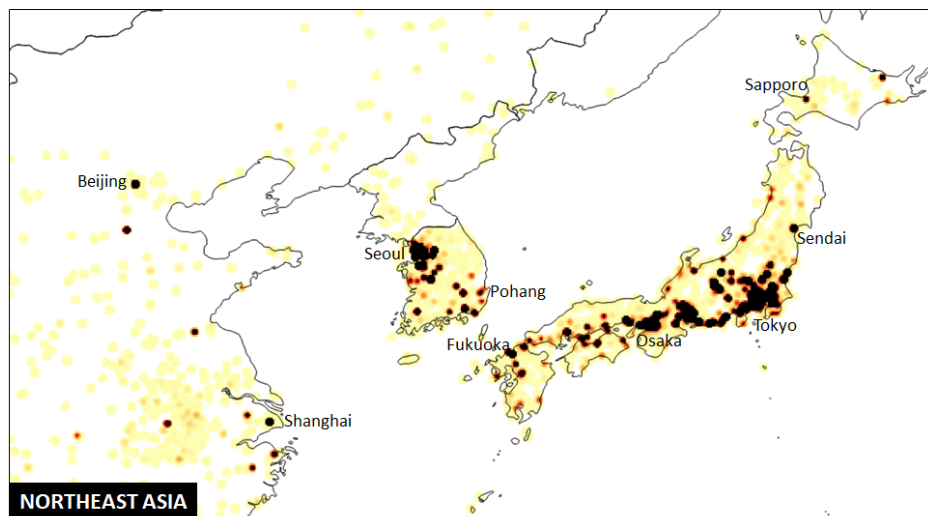 Sapporo
Beijing
Sendai
Seoul
Pohang
Tokyo
Fukuoka
Osaka
Shanghai
NORTHEAST ASIA